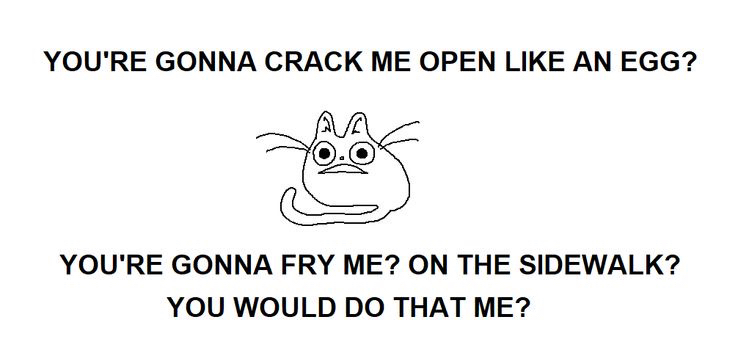 YOU'RE GONNA CRACK ME OPEN LIKE AN EGG?
YOU'RE GONNA FRY ME? ON THE SIDEWALK?
YOU WOULD DO THAT ME?